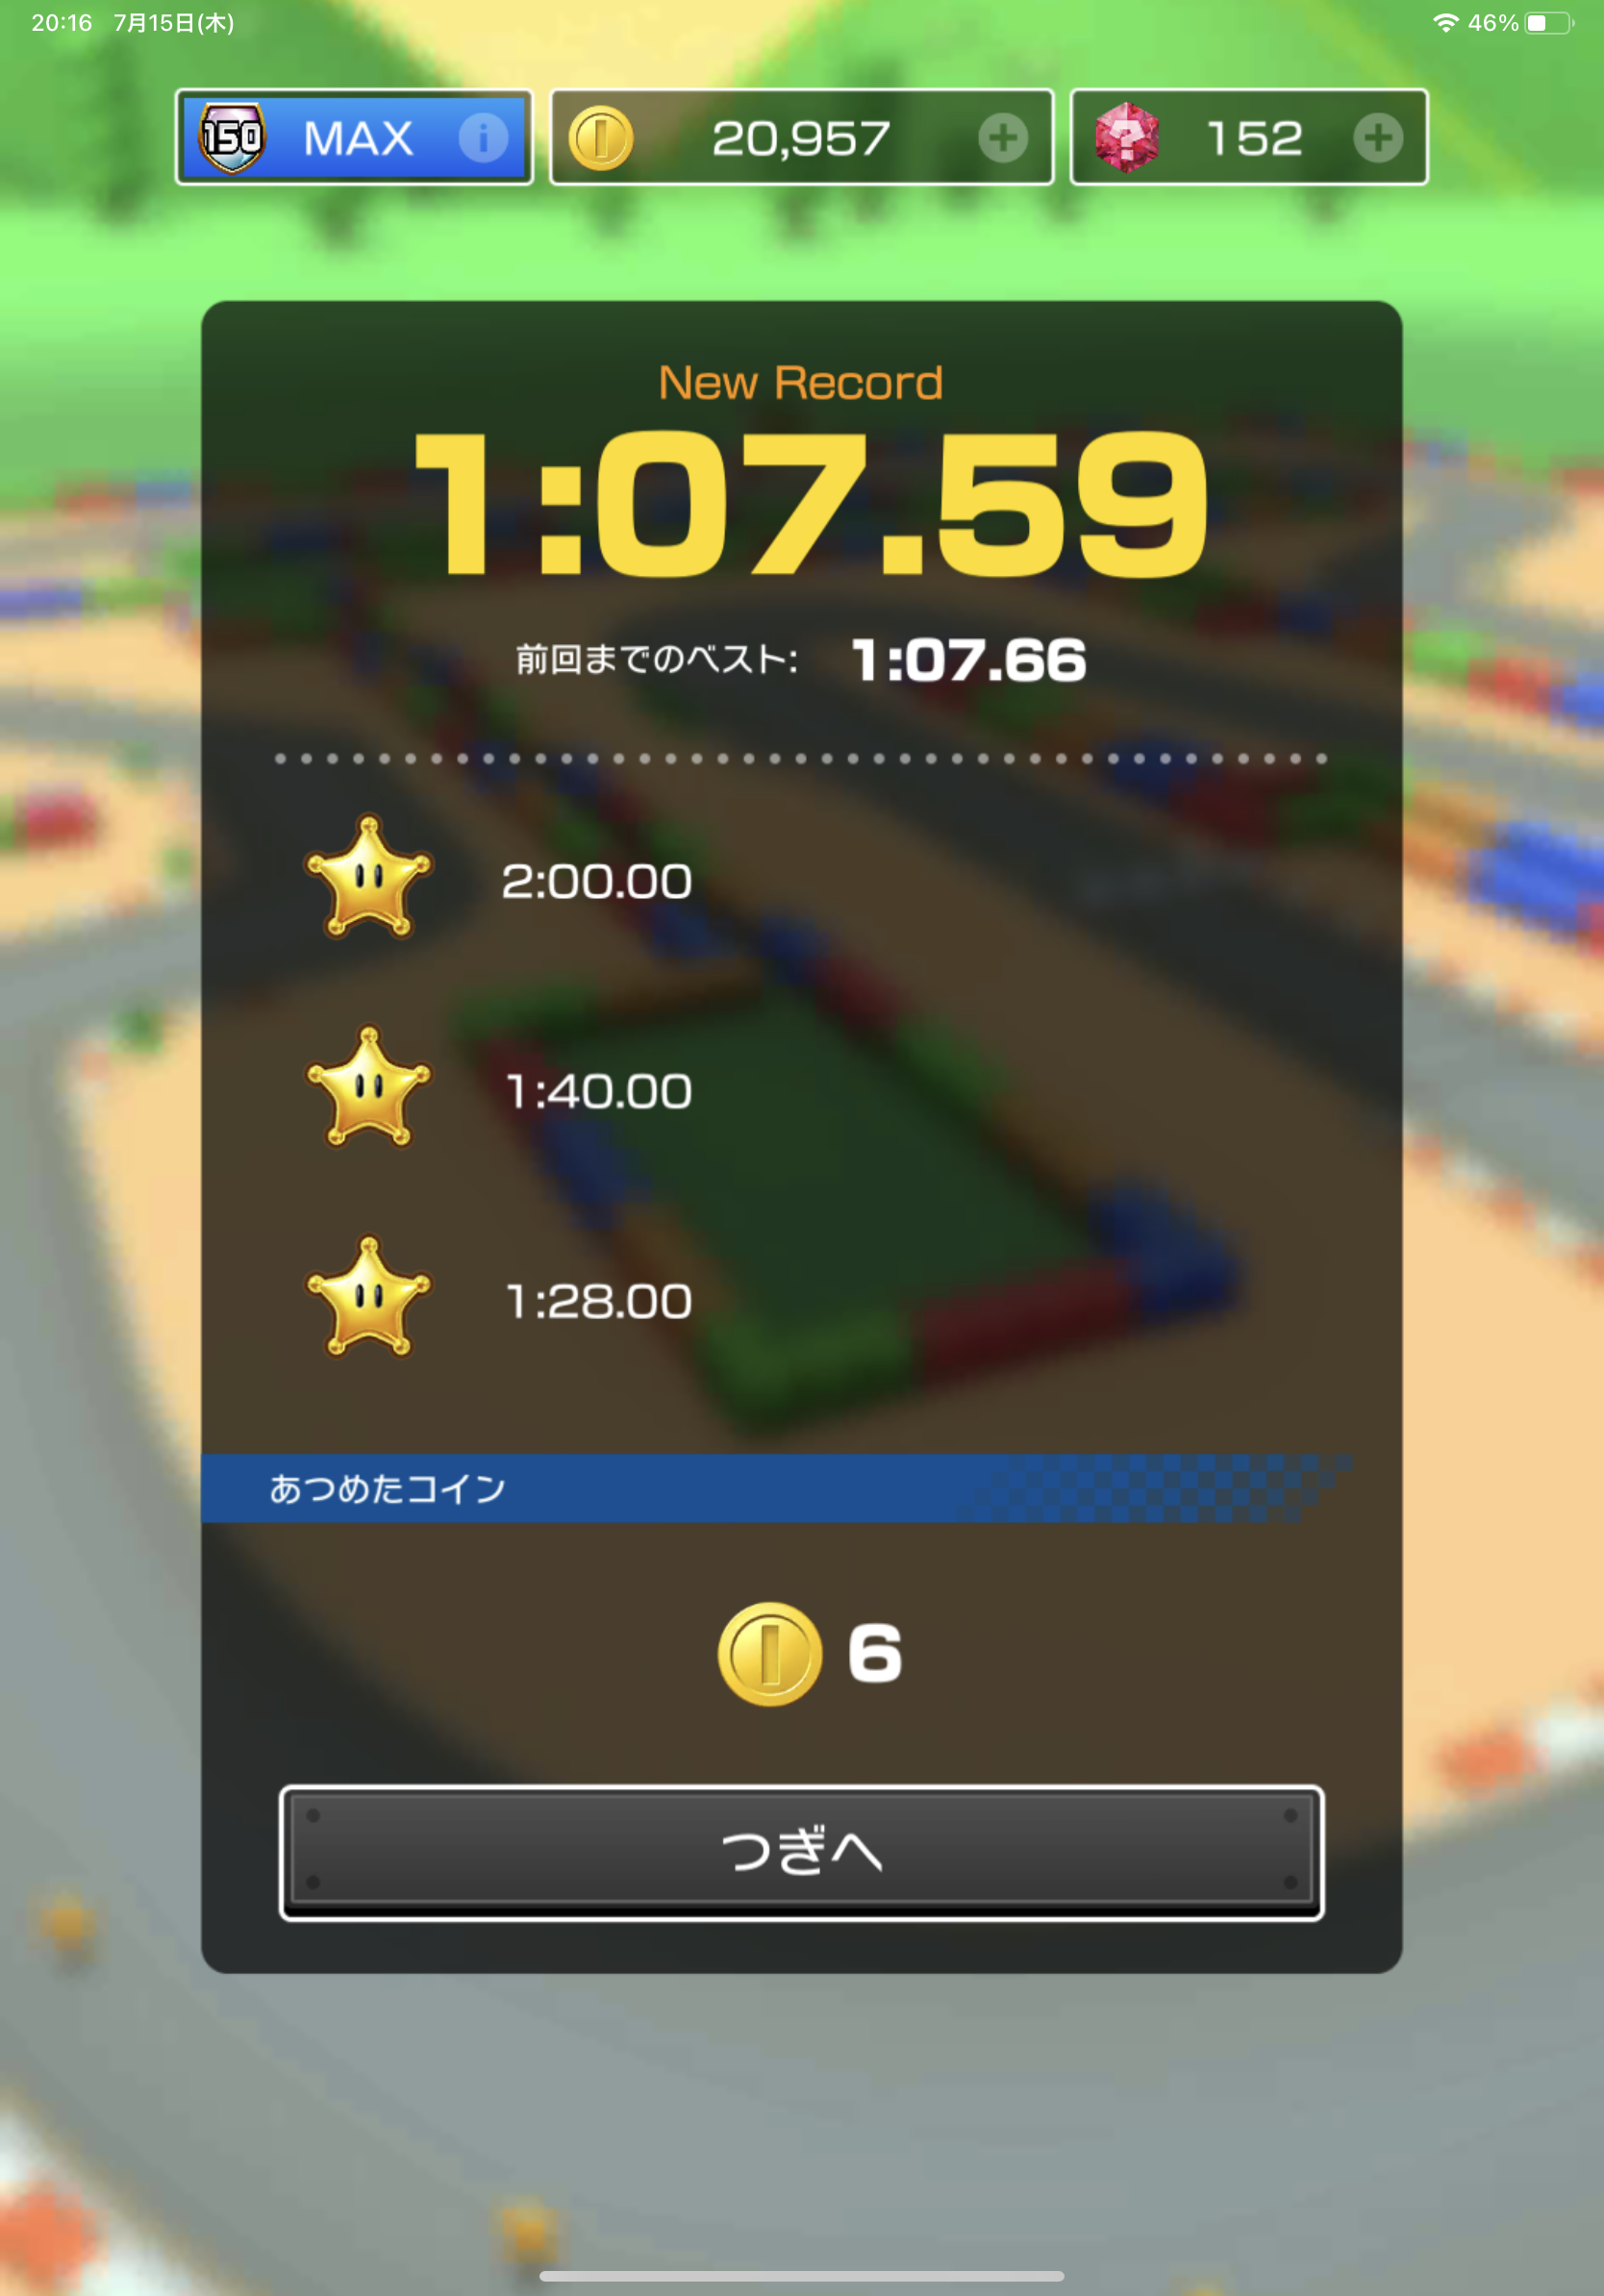 20:16 7月15日(木) 46%
150 MAX i 20,957 + ? 152 +
New Record
1:07.59
前回までのベスト: 1:07.66
2:00.00
1:40.00
1:28.00
あつめたコイン
6
つぎへ